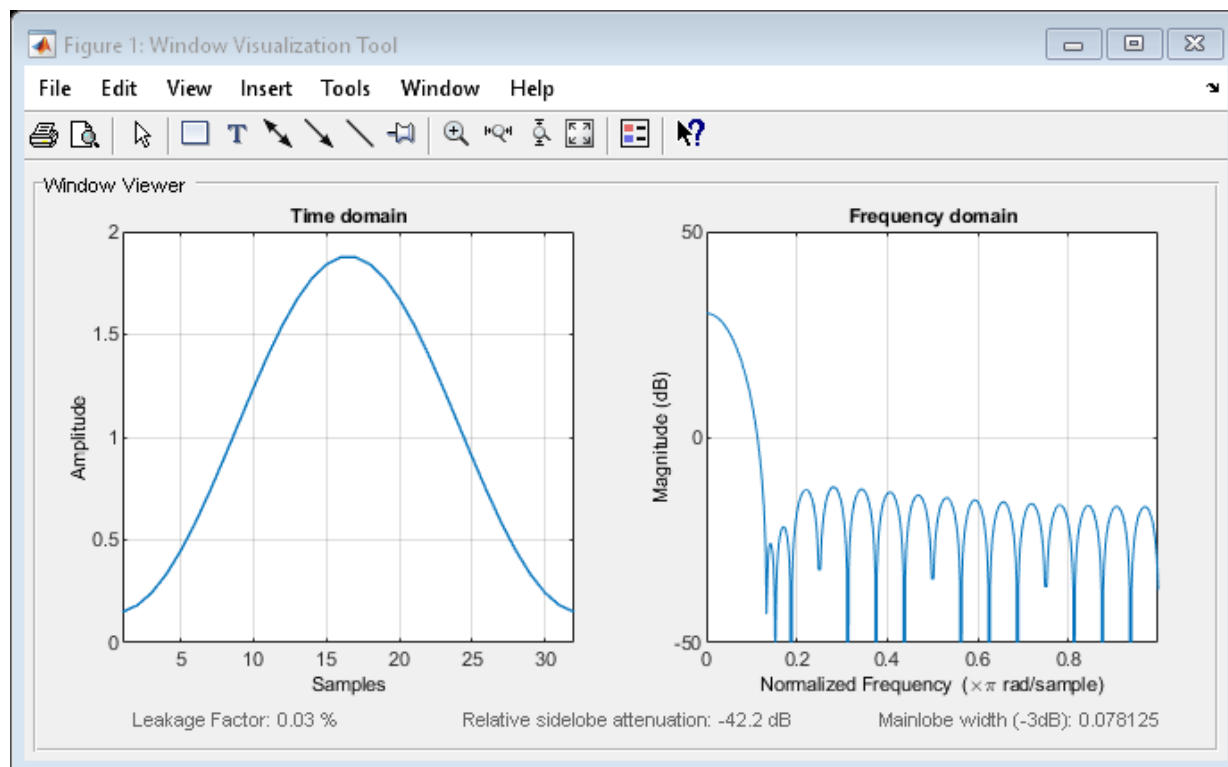 Figure 1: Window Visualization Tool
File Edit View Insert Tools Window Help
T
?
Window Viewer
Time domain
2
1.5
1
0.5
0
5 10 15 20 25 30
Amplitude
Samples
Frequency domain
50
0
-50
0 0.2 0.4 0.6 0.8
Magnitude (dB)
Normalized Frequency (×π rad/sample)
Leakage Factor: 0.03 % Relative sidelobe attenuation: -42.2 dB Mainlobe width (-3dB): 0.078125